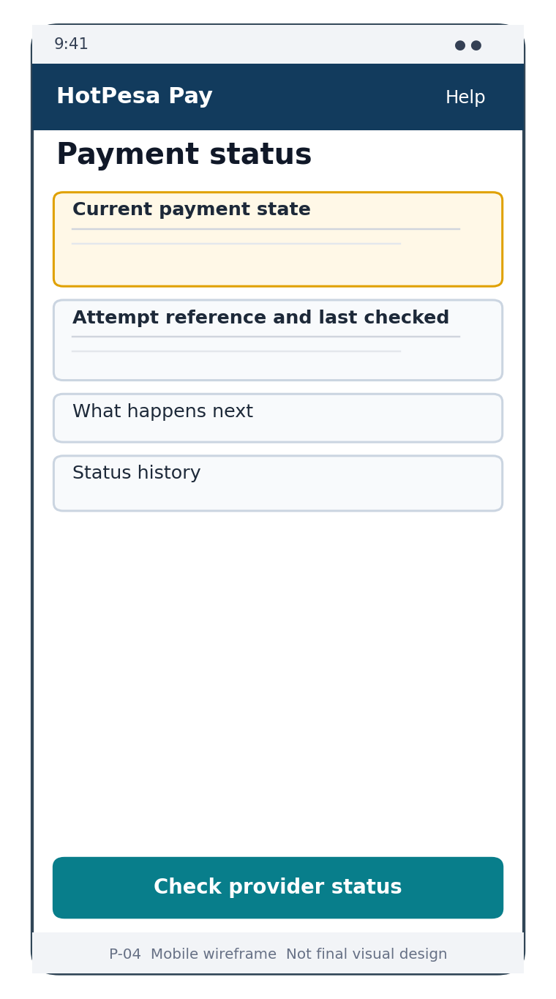 9:41
HotPesa Pay
Help
Payment status
Current payment state
Attempt reference and last checked
What happens next
Status history
Check provider status
P-04 Mobile wireframe Not final visual design